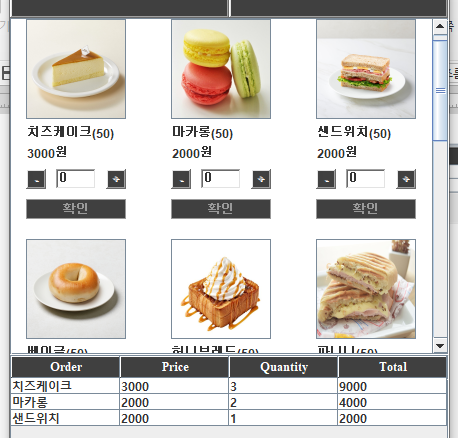 치즈케이크(50) 마카롱(50) 샌드위치(50)
3000원 2000원 2000원
- 0 + - 0 + - 0 +
확인 확인 확인
베이글(50) 허니브레드(50) 파니니(50)
Order Price Quantity Total
치즈케이크 3000 3 9000
마카롱 2000 2 4000
샌드위치 2000 1 2000